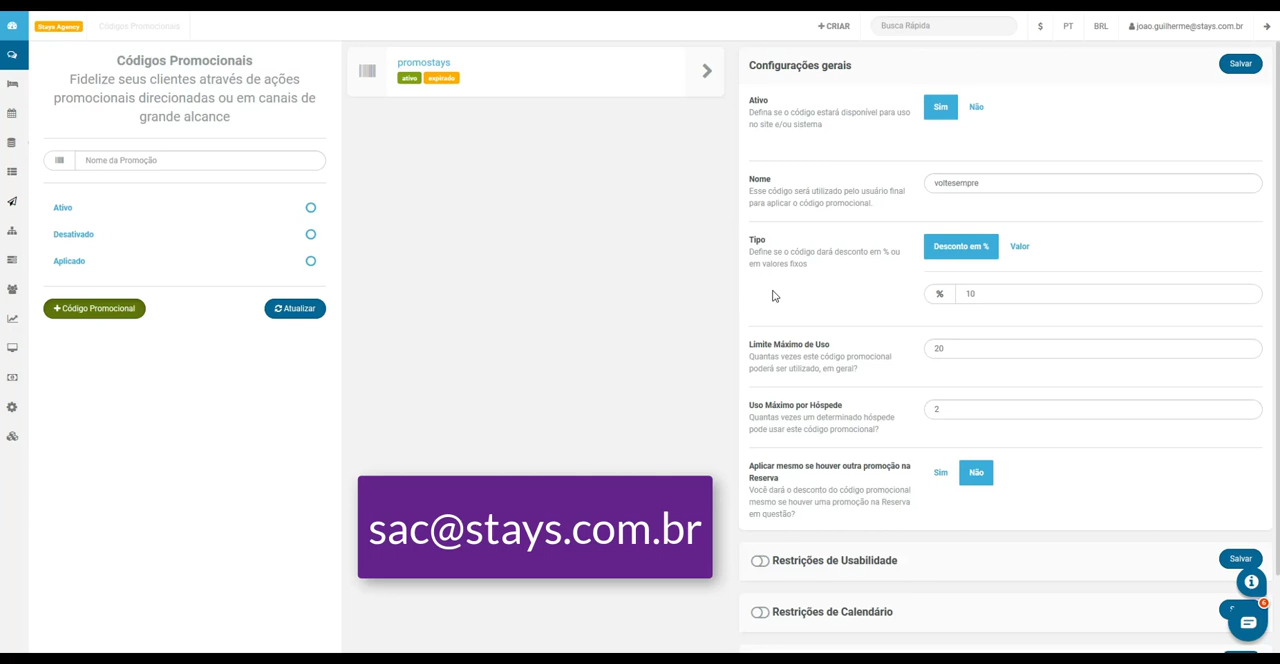 Stays Agency
Códigos Promocionais
+ CRIAR
Busca Rápida
$
PT
BRL
joao.guilherme@stays.com.br
Códigos Promocionais
Fidelize seus clientes através de ações
promocionais direcionadas ou em canais de
grande alcance
Nome da Promoção
Ativo
Desativado
Aplicado
+ Código Promocional
Atualizar
promostays
ativo
expirado
sac@stays.com.br
Configurações gerais
Salvar
Ativo
Defina se o código estará disponível para uso
no site e/ou sistema
Sim
Não
Nome
Esse código será utilizado pelo usuário final
para aplicar o código promocional.
voltesempre
Tipo
Define se o código dará desconto em % ou
em valores fixos
Desconto em %
Valor
%
10
Limite Máximo de Uso
Quantas vezes este código promocional
poderá ser utilizado, em geral?
20
Uso Máximo por Hóspede
Quantas vezes um determinado hóspede
pode usar este código promocional?
2
Aplicar mesmo se houver outra promoção na
Reserva
Você dará o desconto do código promocional
mesmo se houver uma promoção na Reserva
em questão?
Sim
Não
Restrições de Usabilidade
Salvar
Restrições de Calendário
6